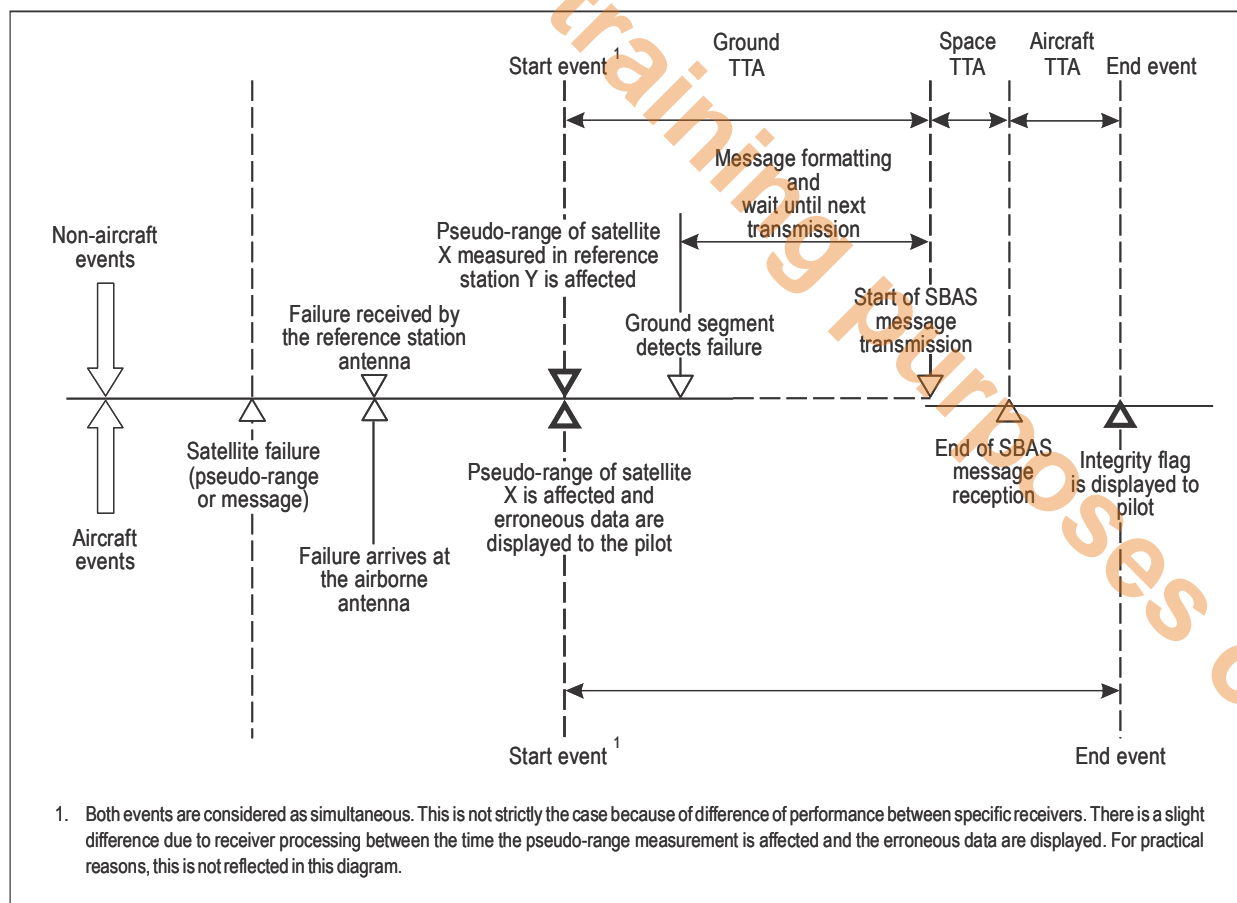 Start event 1
Ground
TTA
Space
TTA
Aircraft
TTA
End event
Message formatting
and
wait until next
transmission
Non-aircraft
events
Pseudo-range of satellite
X measured in reference
station Y is affected
Failure received by
the reference station
antenna
Ground segment
detects failure
Start of SBAS
message
transmission
Satellite failure
(pseudo-range
or message)
Aircraft
events
Failure arrives at
the airborne
antenna
Pseudo-range of satellite
X is affected and
erroneous data are
displayed to the pilot
End of SBAS
message
reception
Integrity flag
is displayed to
pilot
Start event 1
End event
1. Both events are considered as simultaneous. This is not strictly the case because of difference of performance between specific receivers. There is a slight
difference due to receiver processing between the time the pseudo-range measurement is affected and the erroneous data are displayed. For practical
reasons, this is not reflected in this diagram.
training purposes